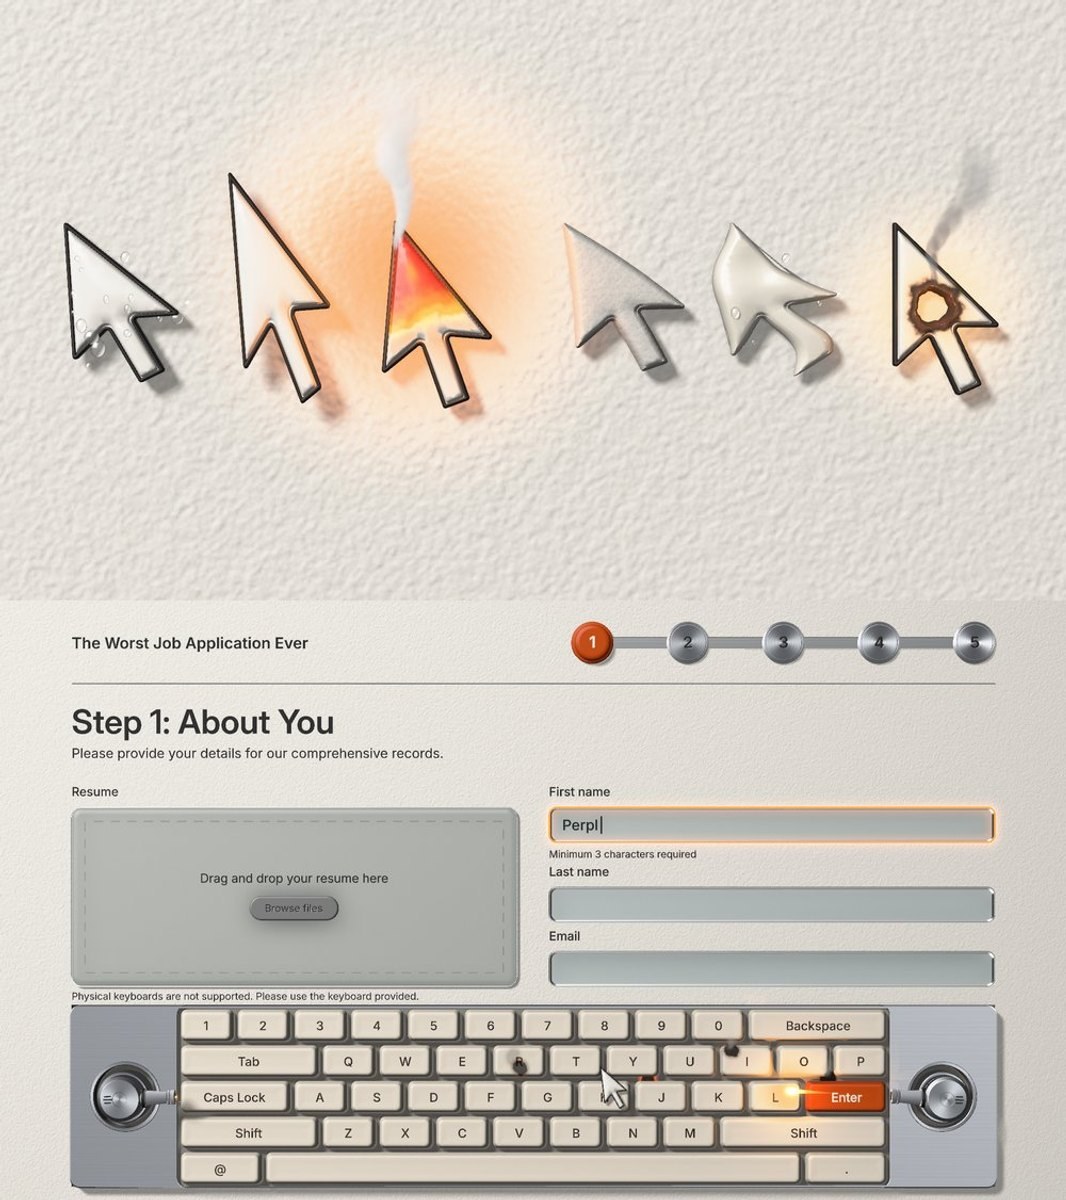 The Worst Job Application Ever
1 2 3 4 5
Step 1: About You
Please provide your details for our comprehensive records.
Resume
Drag and drop your resume here
Browse files
First name
Perpl
Minimum 3 characters required
Last name
Email
Physical keyboards are not supported. Please use the keyboard provided.
1 2 3 4 5 6 7 8 9 0 Backspace
Tab Q W E R T Y U I O P
Caps Lock A S D F G H J K L Enter
Shift Z X C V B N M Shift
@ .